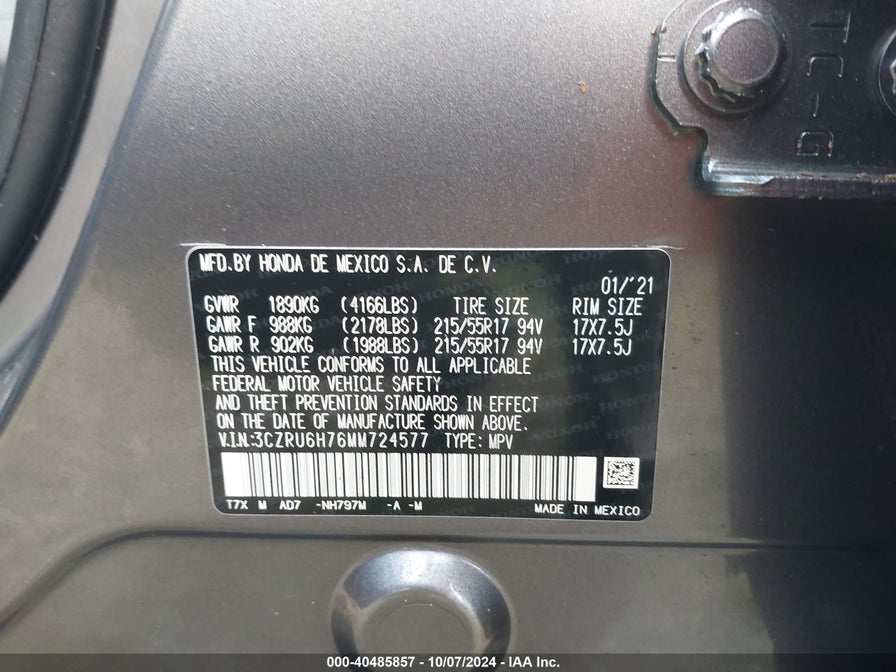 TC-G
MFD.BY HONDA DE MEXICO S.A. DE C.V.
01/'21
GVWR 1890KG (4166LBS) TIRE SIZE RIM SIZE
GAWR F 988KG (2178LBS) 215/55R17 94V 17X7.5J
GAWR R 902KG (1988LBS) 215/55R17 94V 17X7.5J
THIS VEHICLE CONFORMS TO ALL APPLICABLE
FEDERAL MOTOR VEHICLE SAFETY
AND THEFT PREVENTION STANDARDS IN EFFECT
ON THE DATE OF MANUFACTURE SHOWN ABOVE.
V.I.N.:3CZRU6H76MM724577 TYPE: MPV
T7X M AD7 -NH797M -A -M MADE IN MEXICO
000-40485857 - 10/07/2024 - IAA Inc.